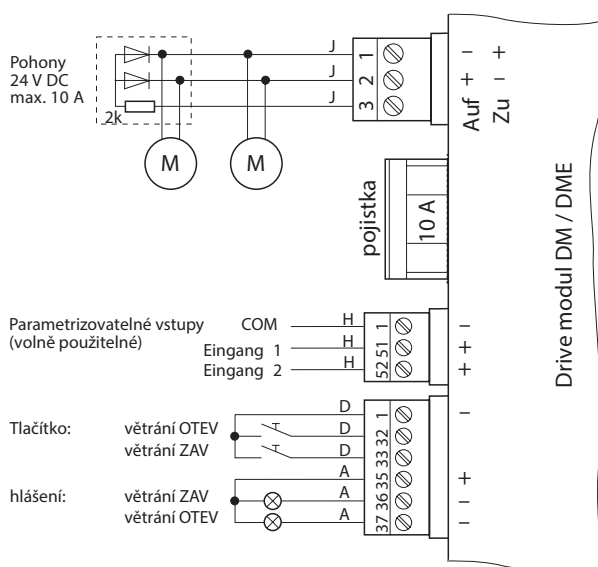 Pohony
24 V DC
max. 10 A
2k
M
M
J
J
J
1
2
3
– +
+ –
Auf
Zu
pojistka
10 A
Drive modul DM / DME
Parametrizovatelné vstupy
(volně použitelné)
COM H 1 –
Eingang 1 H 51 +
Eingang 2 H 52 +
D 1 –
Tlačítko: větrání OTEV D 32
větrání ZAV D 33
A 35 +
hlášení: větrání ZAV A 36 –
větrání OTEV A 37 –